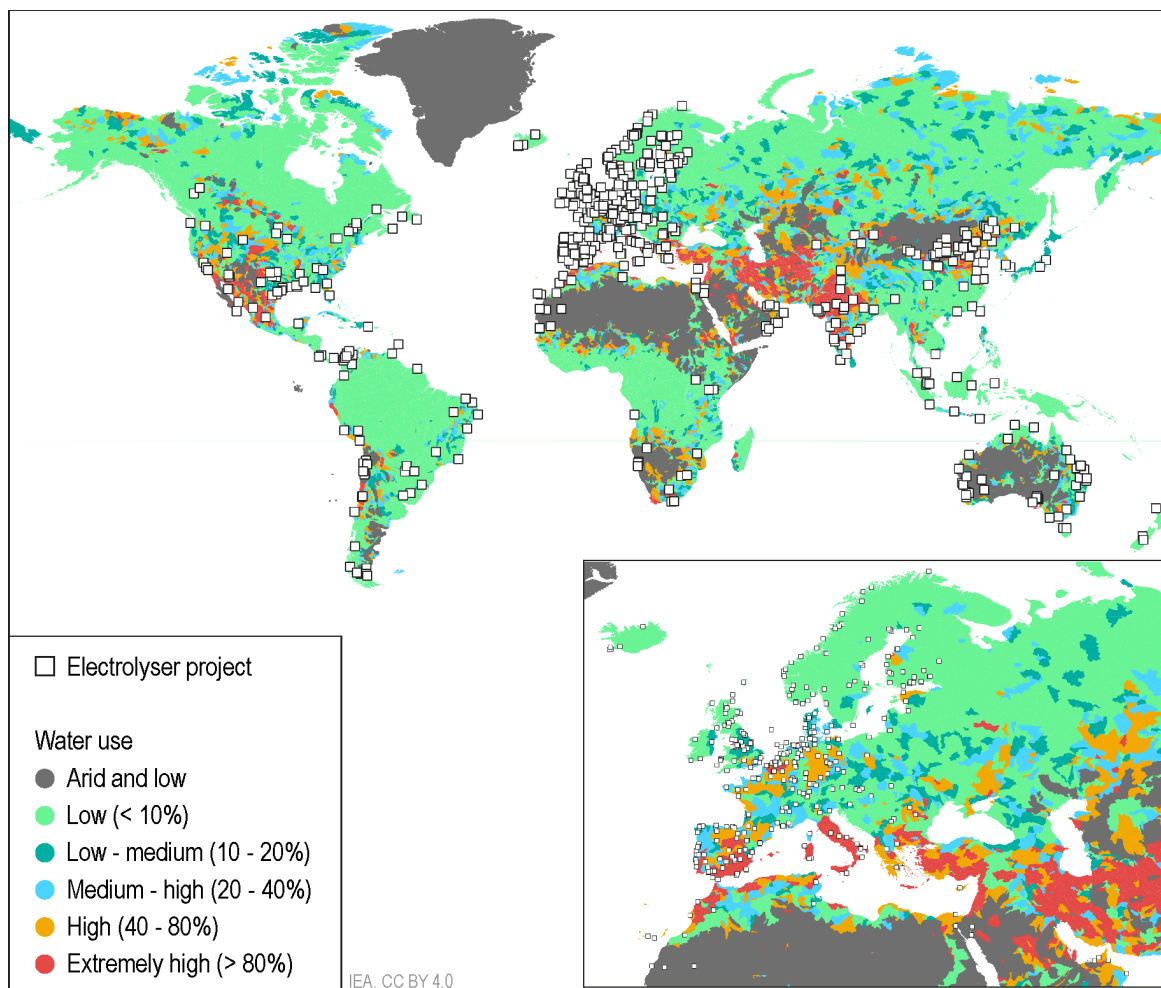 Electrolyser project
Water use
Arid and low
Low (< 10%)
Low - medium (10 - 20%)
Medium - high (20 - 40%)
High (40 - 80%)
Extremely high (> 80%)
IEA. CC BY 4.0